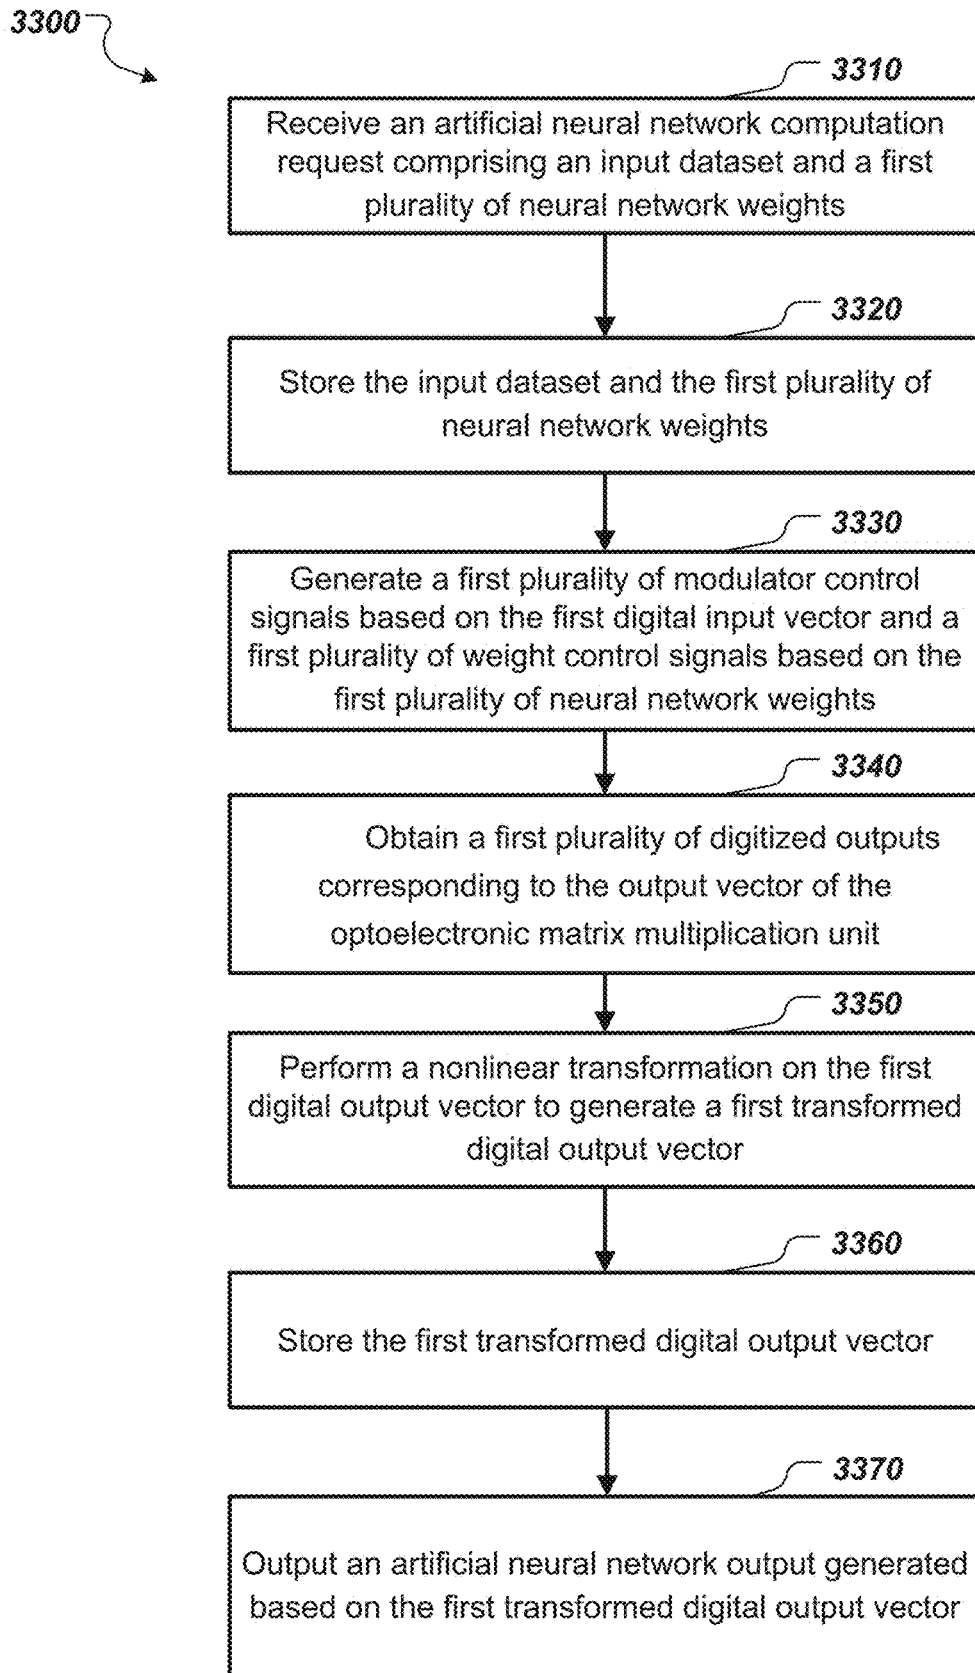 3300
3310
Receive an artificial neural network computation
request comprising an input dataset and a first
plurality of neural network weights
3320
Store the input dataset and the first plurality of
neural network weights
3330
Generate a first plurality of modulator control
signals based on the first digital input vector and a
first plurality of weight control signals based on the
first plurality of neural network weights
3340
Obtain a first plurality of digitized outputs
corresponding to the output vector of the
optoelectronic matrix multiplication unit
3350
Perform a nonlinear transformation on the first
digital output vector to generate a first transformed
digital output vector
3360
Store the first transformed digital output vector
3370
Output an artificial neural network output generated
based on the first transformed digital output vector